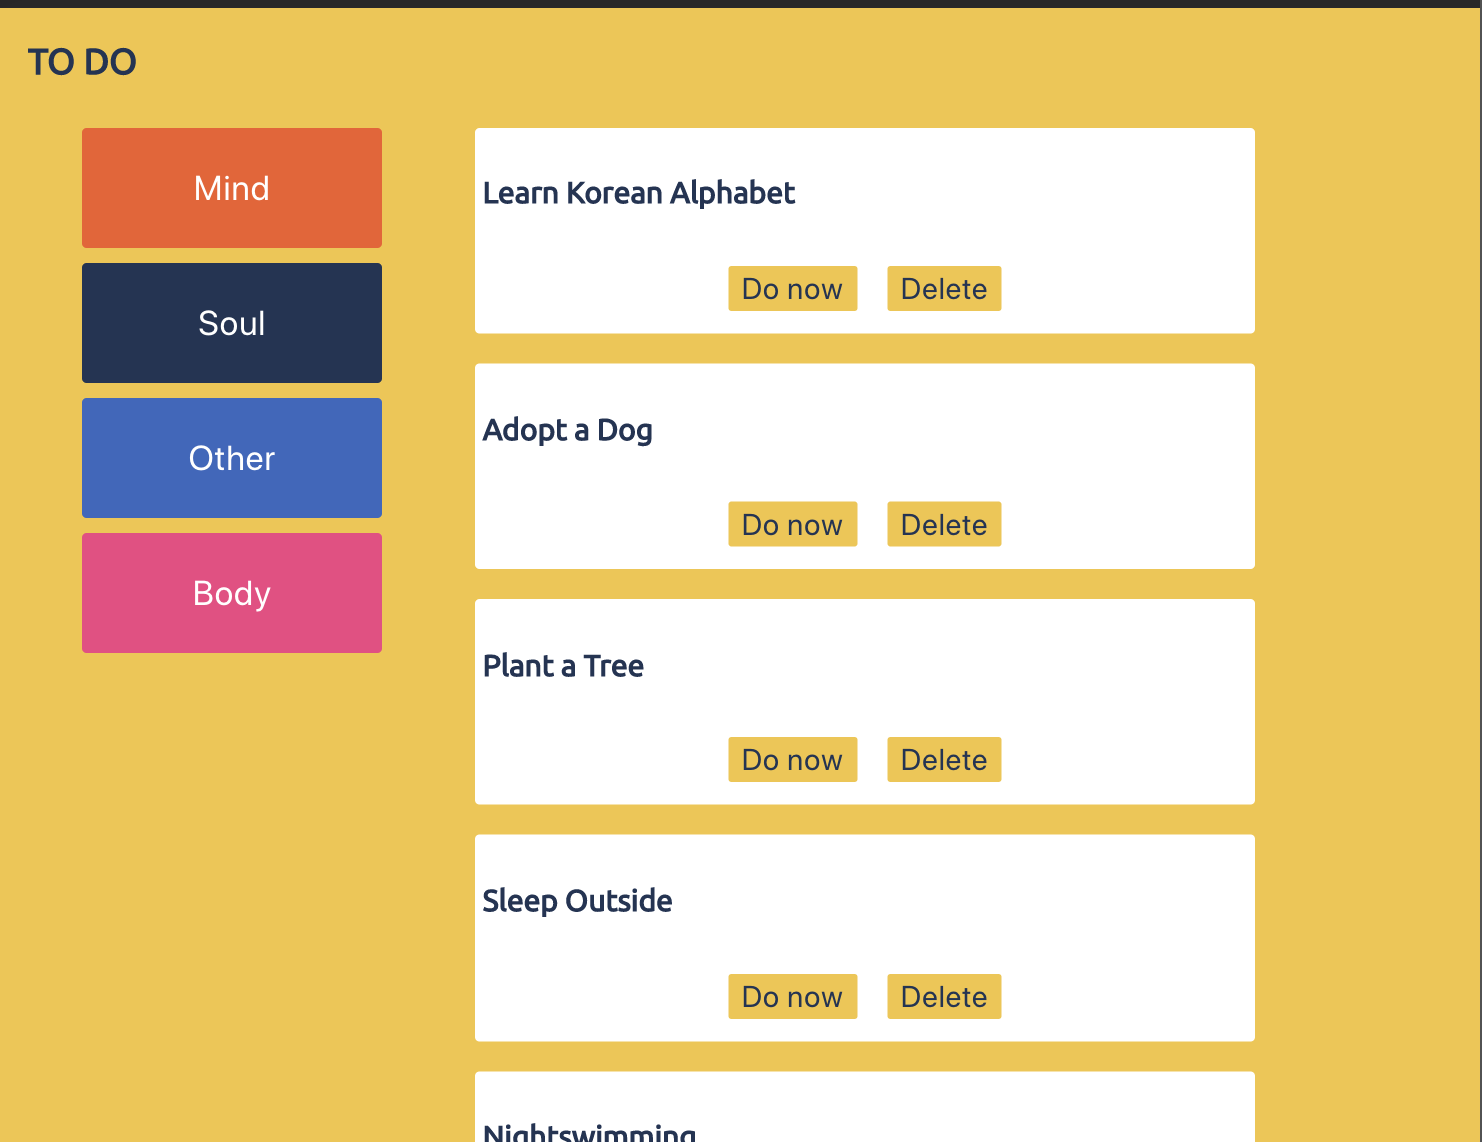 TO DO
Mind
Soul
Other
Body
Learn Korean Alphabet
Do now Delete
Adopt a Dog
Do now Delete
Plant a Tree
Do now Delete
Sleep Outside
Do now Delete
Nightswimming